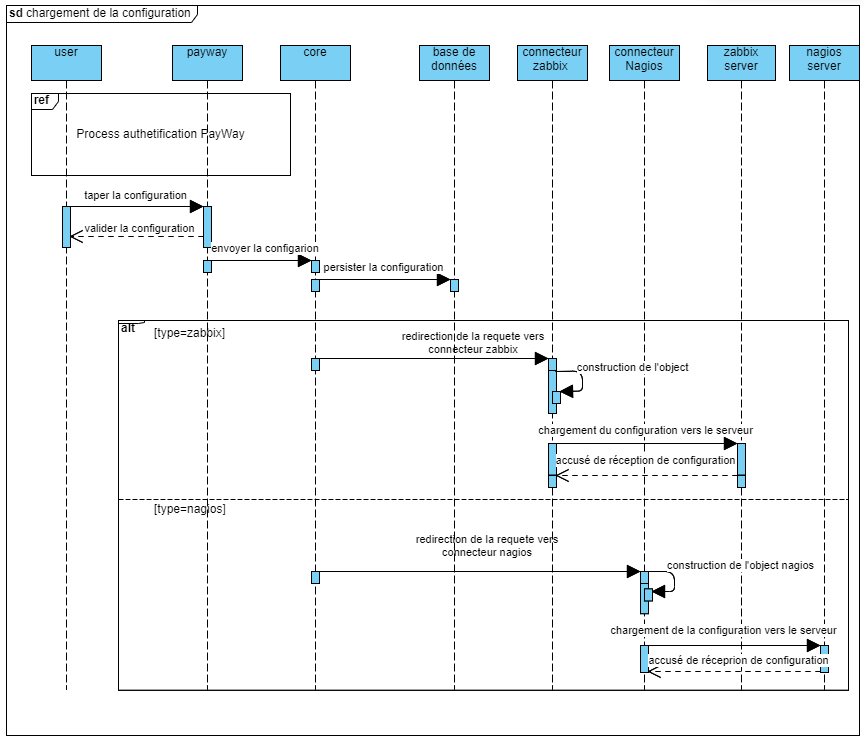 sd chargement de la configuration
user
payway
core
base de
données
connecteur
zabbix
connecteur
Nagios
zabbix
server
nagios
server
ref
Process authetification PayWay
taper la configuration
valider la configuration
envoyer la configarion
persister la configuration
alt
[type=zabbix]
redirection de la requete vers
connecteur zabbix
construction de l'object
chargement du configuration vers le serveur
accusé de réception de configuration
[type=nagios]
redirection de la requete vers
connecteur nagios
construction de l'object nagios
chargement de la configuration vers le serveur
accusé de réceprion de configuration